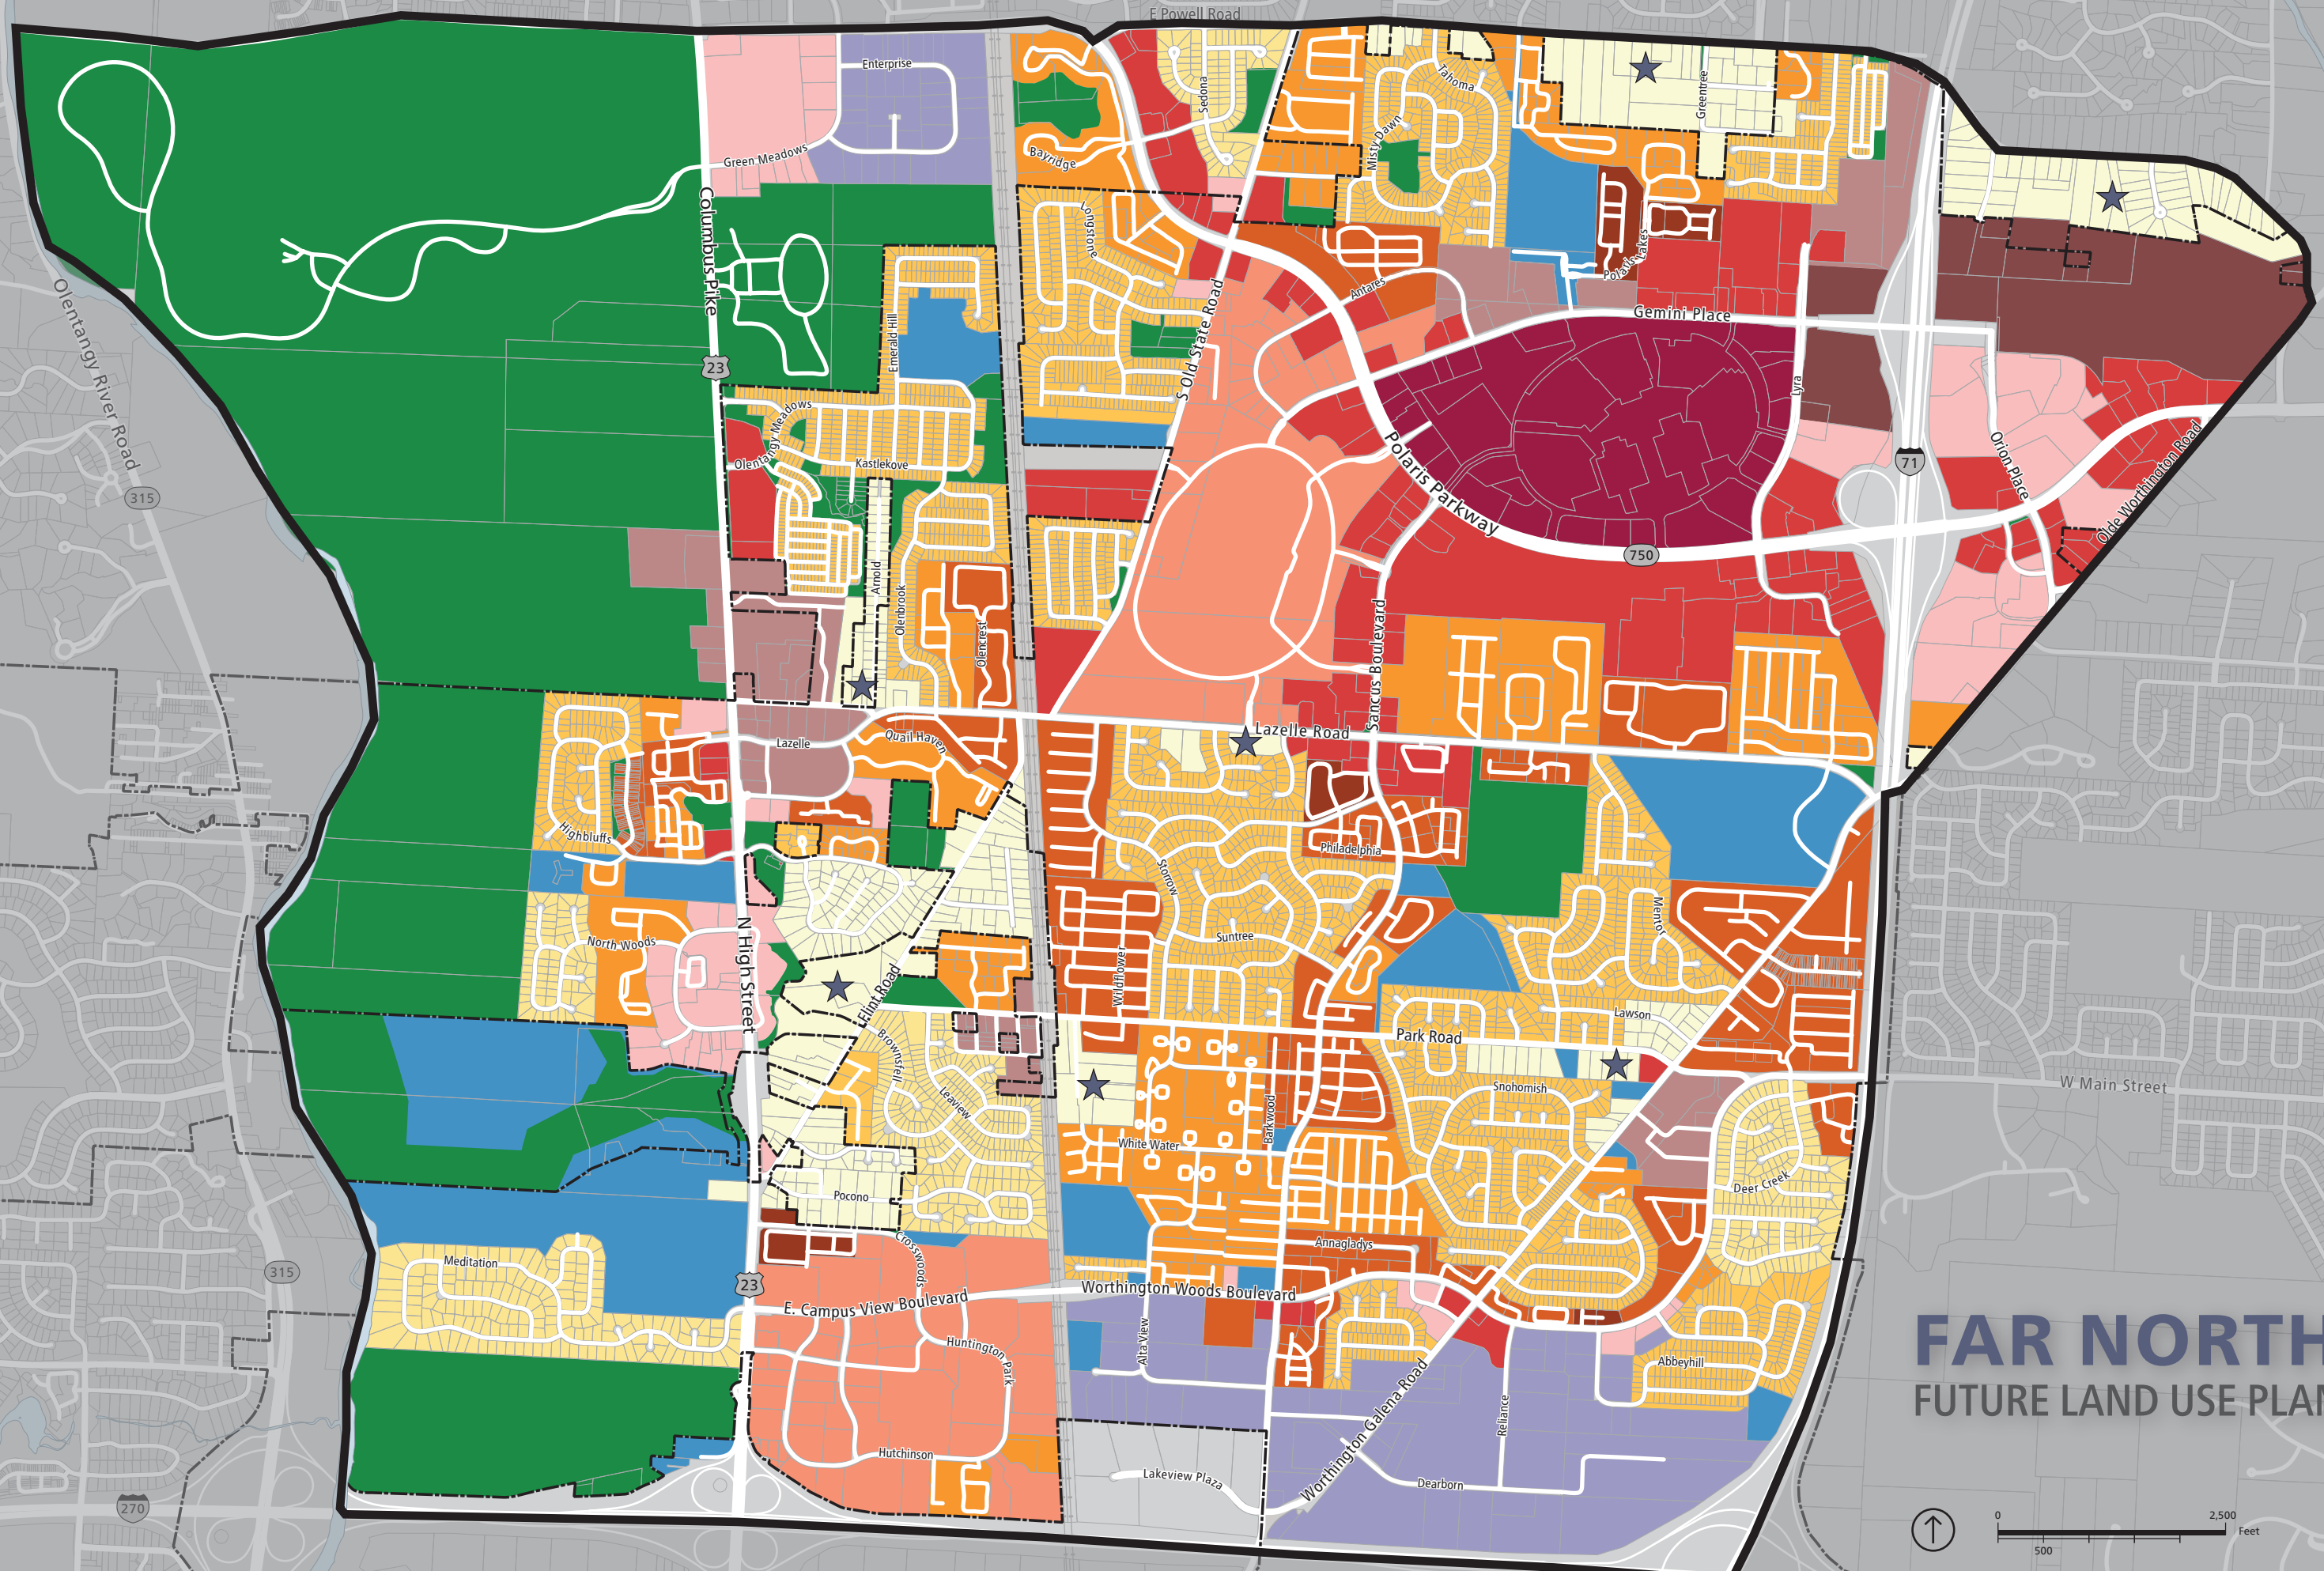 E Powell Road
Enterprise
Sedona
Tahoma
Greentree
Misty Dawn
Bayridge
Green Meadows
Columbus Pike
Longstone
Polaris Lakes
Antares
Gemini Place
Olentangy River Road
Emerald Hill
S Old State Road
23
Lyra
Olentangy Meadows
Kastlekove
Polaris Parkway
71
Orion Place
Olde Worthington Road
315
750
Arnold
Olenbrook
Olencrest
Sancus Boulevard
Lazelle
Quail Haven
Lazelle Road
Highbluffs
Philadelphia
Storrow
Mentor
North Woods
N High Street
Suntree
Wildflower
Flint Road
Lawson
Park Road
Brownsfell
Leaview
Snohomish
W Main Street
Barkwood
White Water
Pocono
Deer Creek
Crosswoods
Annagladys
Meditation
315
23
E. Campus View Boulevard
Worthington Woods Boulevard
Alta View
Huntington Park
Abbeyhill
FAR NORTH
FUTURE LAND USE PLAN
Reliance
Worthington Galena Road
Hutchinson
Lakeview Plaza
Dearborn
270
0
2,500
Feet
500